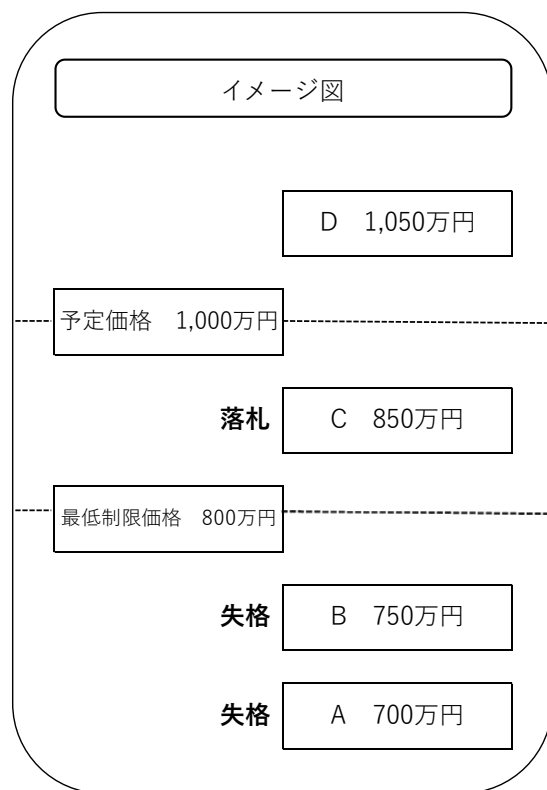 イメージ図
D 1,050万円
予定価格 1,000万円
落札 C 850万円
最低制限価格 800万円
失格 B 750万円
失格 A 700万円